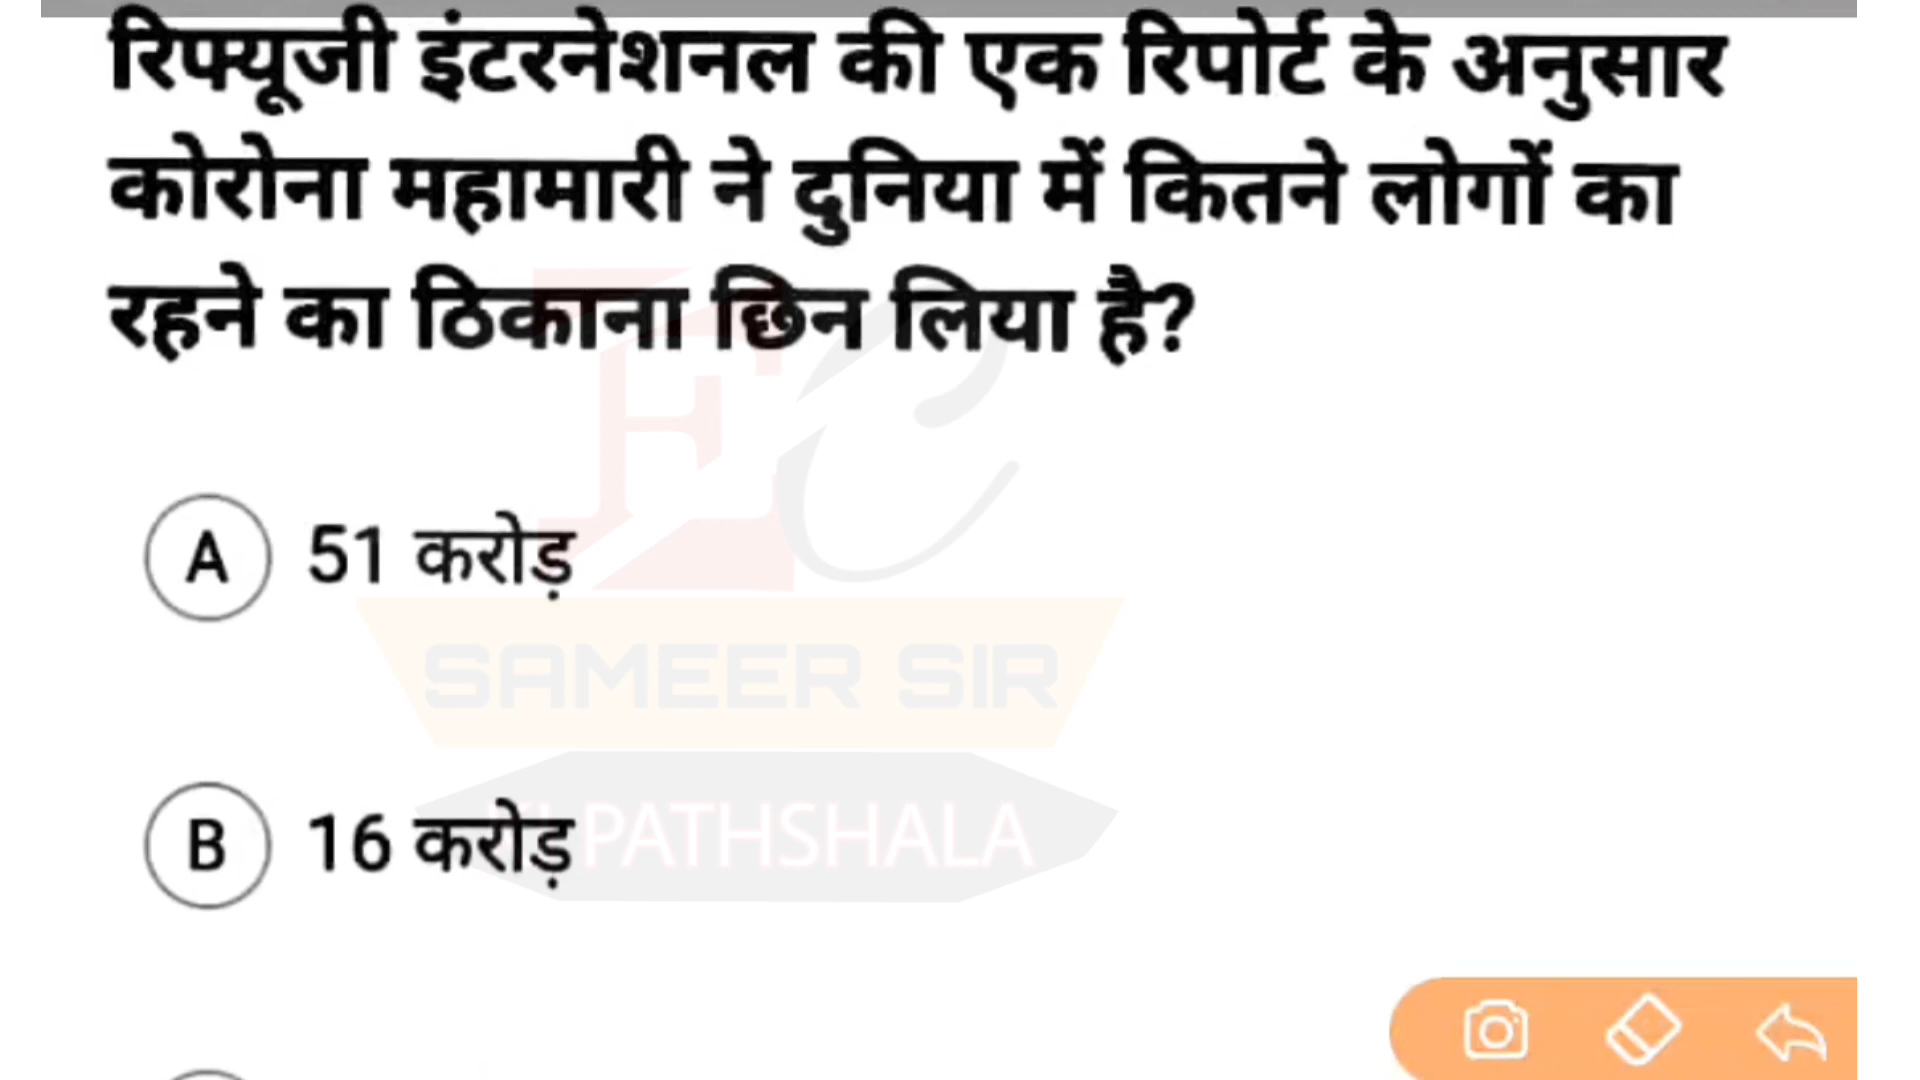 रिफ्यूजी इंटरनेशनल की एक रिपोर्ट के अनुसार
कोरोना महामारी ने दुनिया में कितने लोगों का
रहने का ठिकाना छिन लिया है?
A 51 करोड़
SAMEER SIR
B 16 करोड़
PATHSHALA